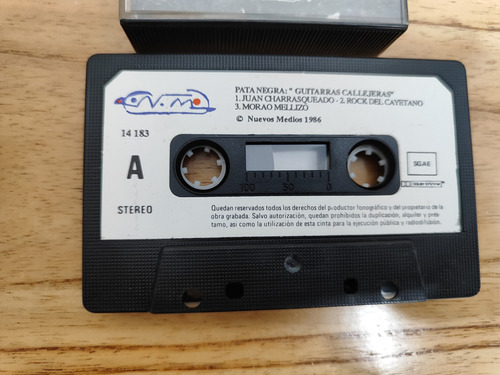 N.M.
PATA NEGRA: " GUITARRAS CALLEJERAS"
1. JUAN CHARRASQUEADO - 2. ROCK DEL CAYETANO
3. MORAO MELLIZO
© Nuevos Medios 1986
14 183
A
STEREO
100 50 0
SGAE
DOLBY SYSTEM
Quedan reservados todos los derechos del productor fonográfico y del propietario de la
obra grabada. Salvo autorización, quedan prohibidos la duplicación, alquiler y prés-
tamo, así como la utilización de esta cinta para la ejecución pública y radiodifusión.